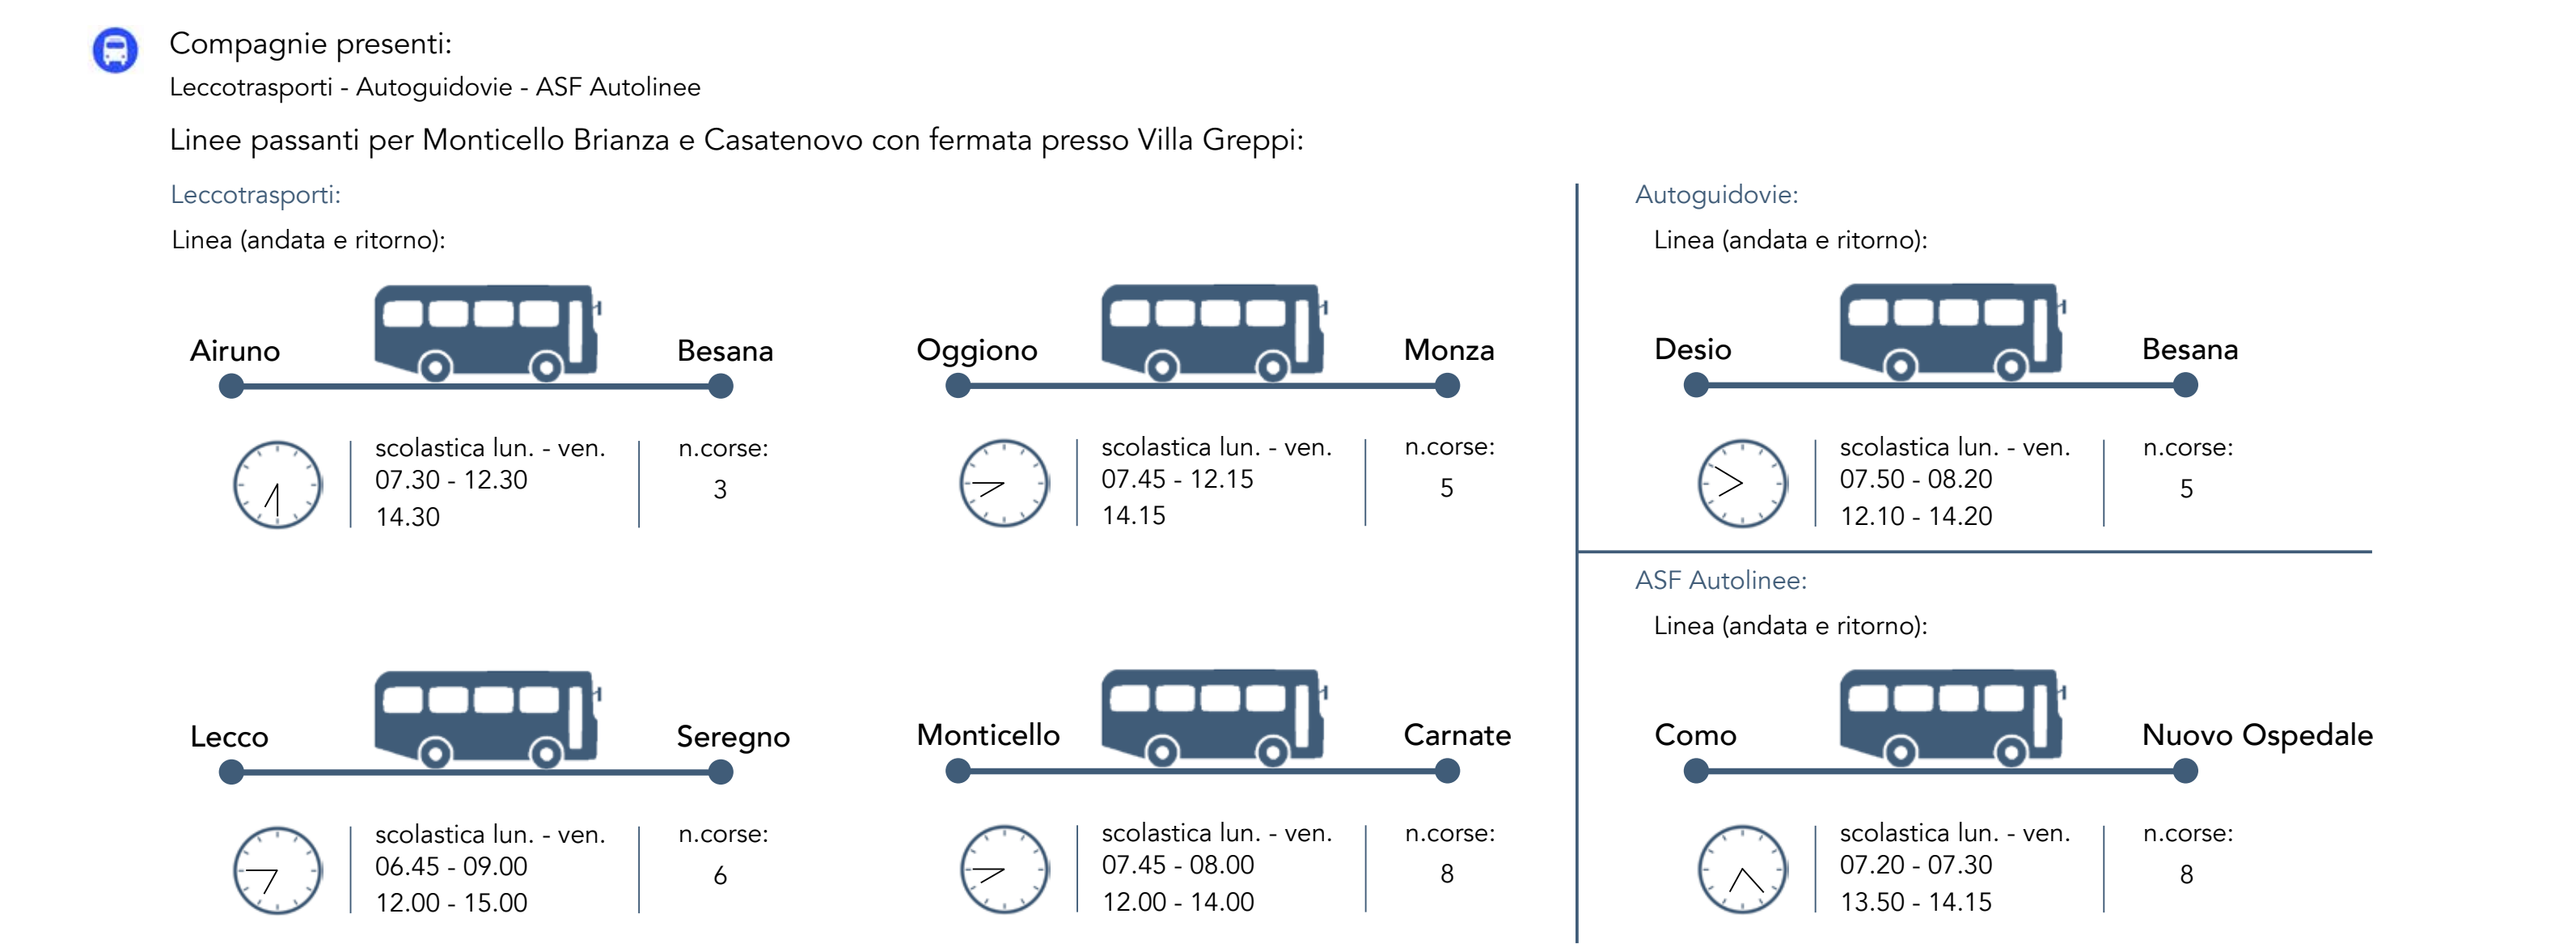 Compagnie presenti:
Leccotrasporti - Autoguidovie - ASF Autolinee
Linee passanti per Monticello Brianza e Casatenovo con fermata presso Villa Greppi:
Leccotrasporti:
Linea (andata e ritorno):
Airuno
Besana
scolastica lun. - ven.
07.30 - 12.30
14.30
n.corse:
3
Oggiono
Monza
scolastica lun. - ven.
07.45 - 12.15
14.15
n.corse:
5
Lecco
Seregno
scolastica lun. - ven.
06.45 - 09.00
12.00 - 15.00
n.corse:
6
Monticello
Carnate
scolastica lun. - ven.
07.45 - 08.00
12.00 - 14.00
n.corse:
8
Autoguidovie:
Linea (andata e ritorno):
Desio
Besana
scolastica lun. - ven.
07.50 - 08.20
12.10 - 14.20
n.corse:
5
ASF Autolinee:
Linea (andata e ritorno):
Como
Nuovo Ospedale
scolastica lun. - ven.
07.20 - 07.30
13.50 - 14.15
n.corse:
8